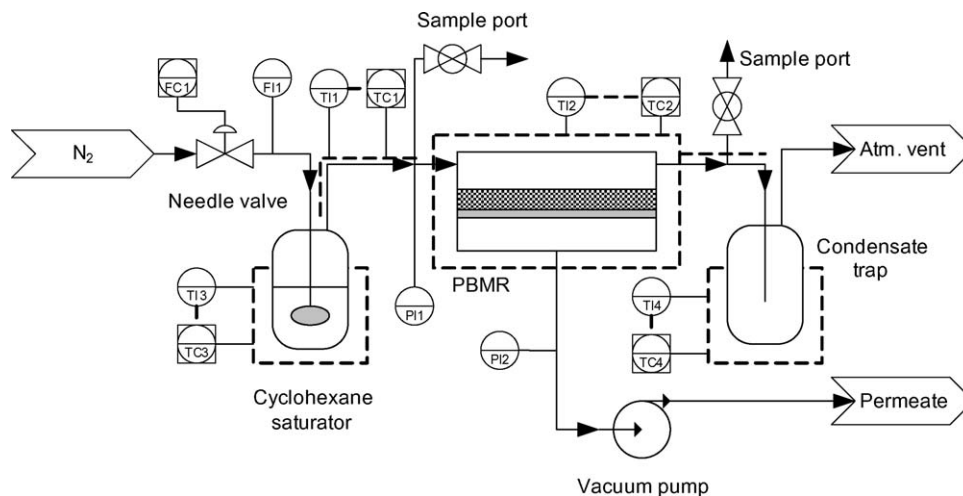 Sample port
FC1
FI1
TI1
TC1
TI2
TC2
Sample port
N2
Atm. vent
Needle valve
Condensate
trap
PBMR
TI3
PI1
TI4
TC3
PI2
TC4
Cyclohexane
saturator
Permeate
Vacuum pump